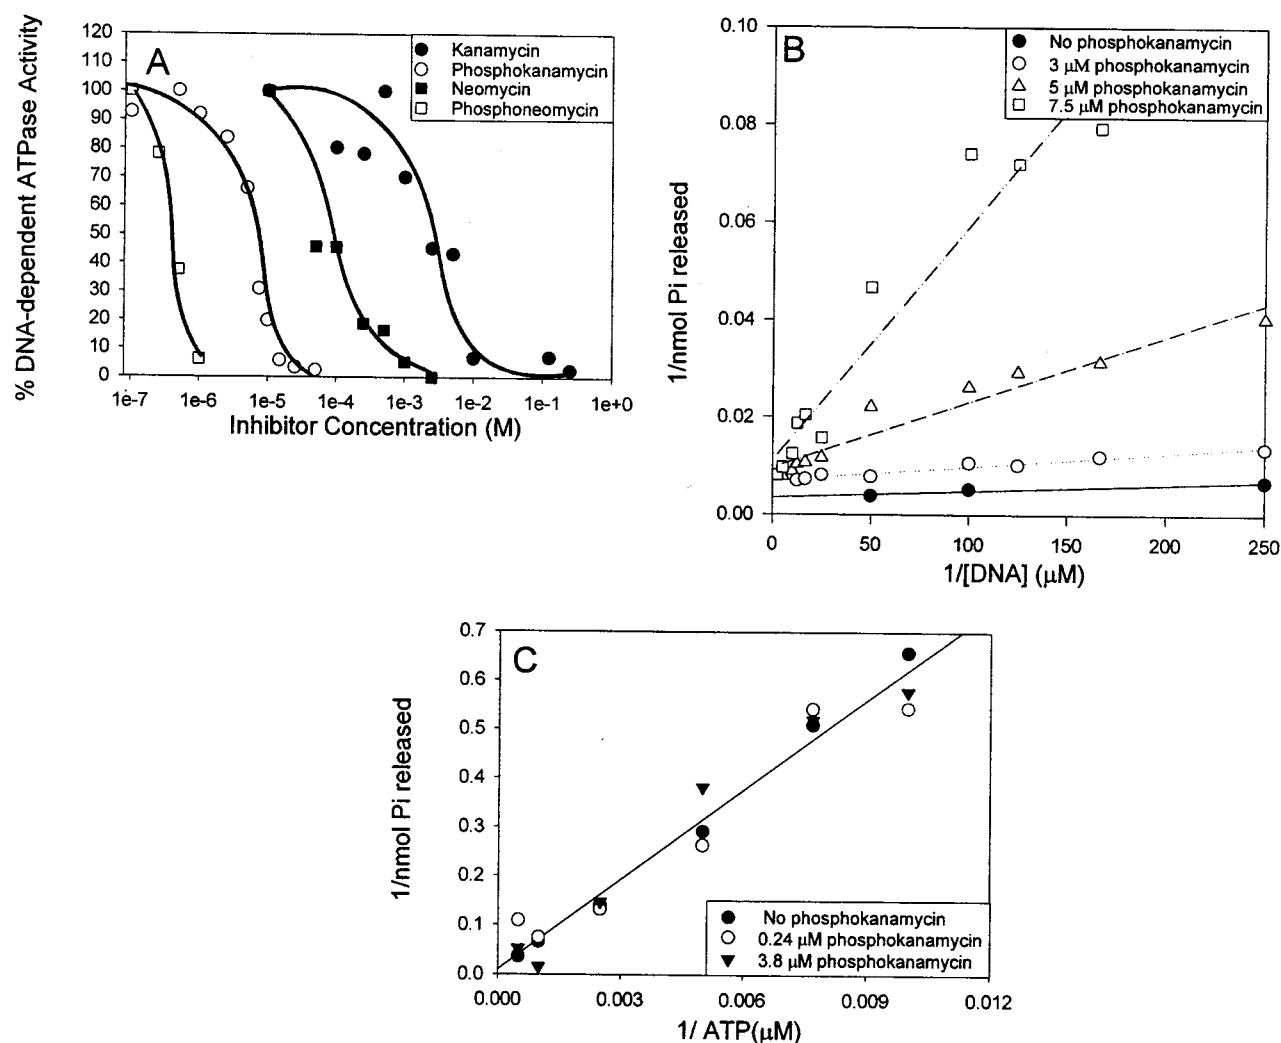 A
% DNA-dependent ATPase Activity
120
110
100
90
80
70
60
50
40
30
20
10
0
Kanamycin
Phosphokanamycin
Neomycin
Phosphoneomycin
1e-7 1e-6 1e-5 1e-4 1e-3 1e-2 1e-1 1e+0
Inhibitor Concentration (M)
B
1/nmol Pi released
0.10
0.08
0.06
0.04
0.02
0.00
No phosphokanamycin
3 µM phosphokanamycin
5 µM phosphokanamycin
7.5 µM phosphokanamycin
0 50 100 150 200 250
1/[DNA] (µM)
C
1/nmol Pi released
0.7
0.6
0.5
0.4
0.3
0.2
0.1
0.0
No phosphokanamycin
0.24 µM phosphokanamycin
3.8 µM phosphokanamycin
0.000 0.003 0.006 0.009 0.012
1/ ATP(µM)